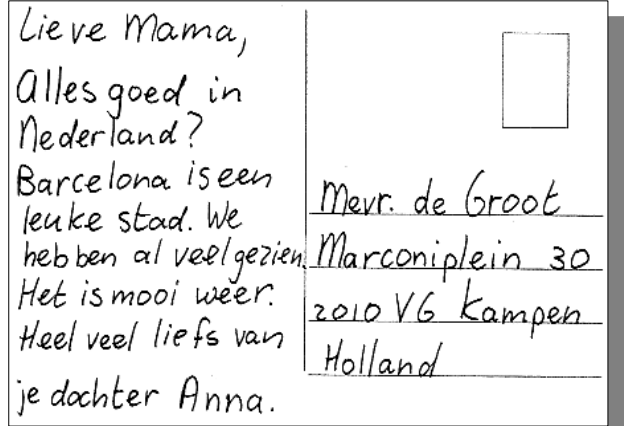 Lieve Mama,
Alles goed in
Nederland?
Barcelona is een
leuke stad. We
hebben al veel gezien.
Het is mooi weer.
Heel veel liefs van
je dochter Anna.
Mevr. de Groot
Marconiplein 30
2010 VG Kampen
Holland